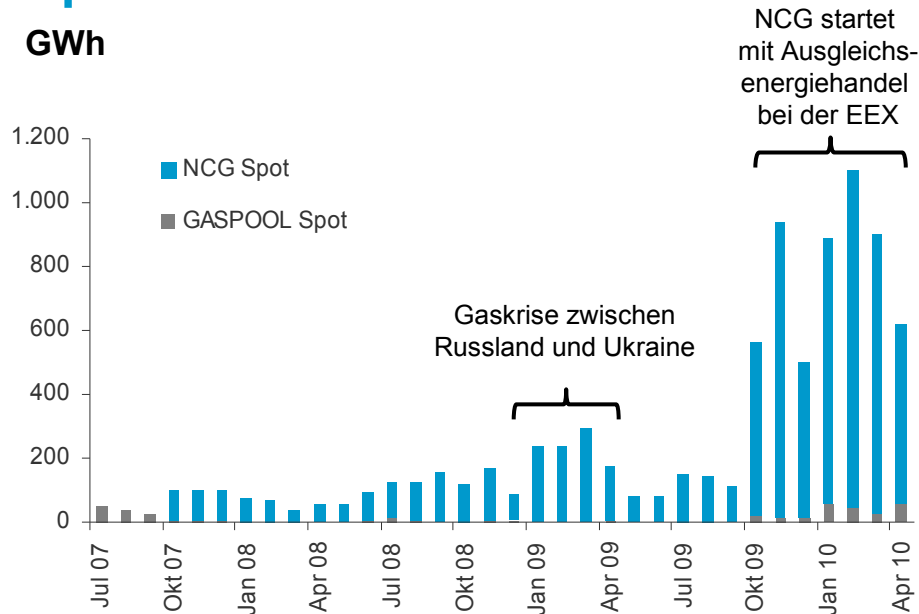 GWh
NCG startet
mit Ausgleichs-
energiehandel
bei der EEX
1.200
1.000
800
600
400
200
0
NCG Spot
GASPOOL Spot
Gaskrise zwischen
Russland und Ukraine
Jul 07
Okt 07
Jan 08
Apr 08
Jul 08
Okt 08
Jan 09
Apr 09
Jul 09
Okt 09
Jan 10
Apr 10